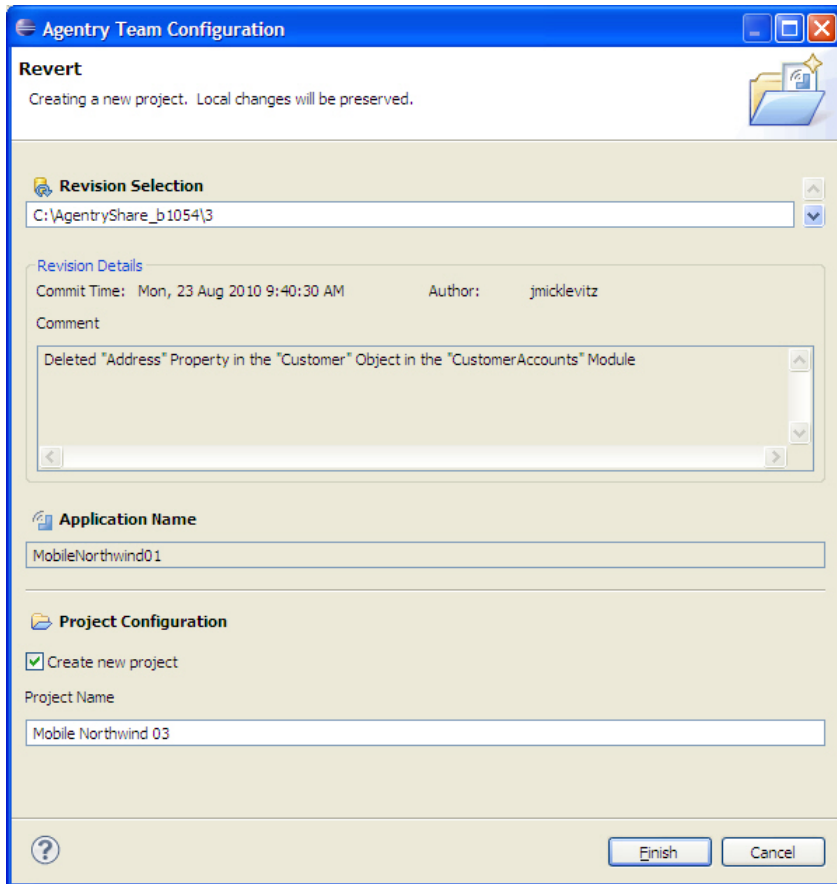 Agentry Team Configuration
Revert
Creating a new project.  Local changes will be preserved.
Revision Selection
C:\AgentryShare_b1054\3
Revision Details
Commit Time: Mon, 23 Aug 2010 9:40:30 AM Author: jmicklevitz
Comment
Deleted "Address" Property in the "Customer" Object in the "CustomerAccounts" Module
Application Name
MobileNorthwind01
Project Configuration
Create new project
Project Name
Mobile Northwind 03
?
Finish Cancel